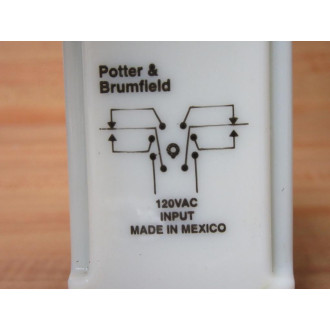 Potter &
Brumfield
120VAC
INPUT
MADE IN MEXICO